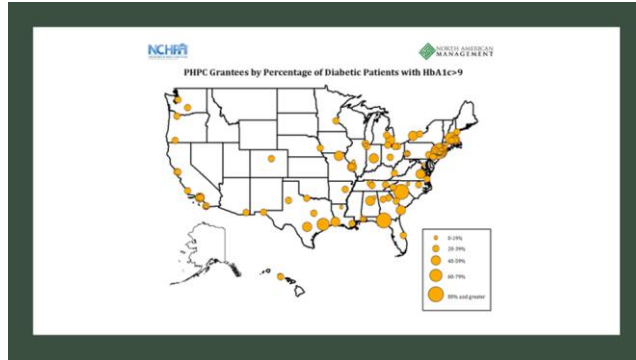 NCHPH
NORTH AMERICAN
MANAGEMENT
PHPC Grantees by Percentage of Diabetic Patients with HbA1c>9
0-19%
20-39%
40-59%
60-79%
80% and greater